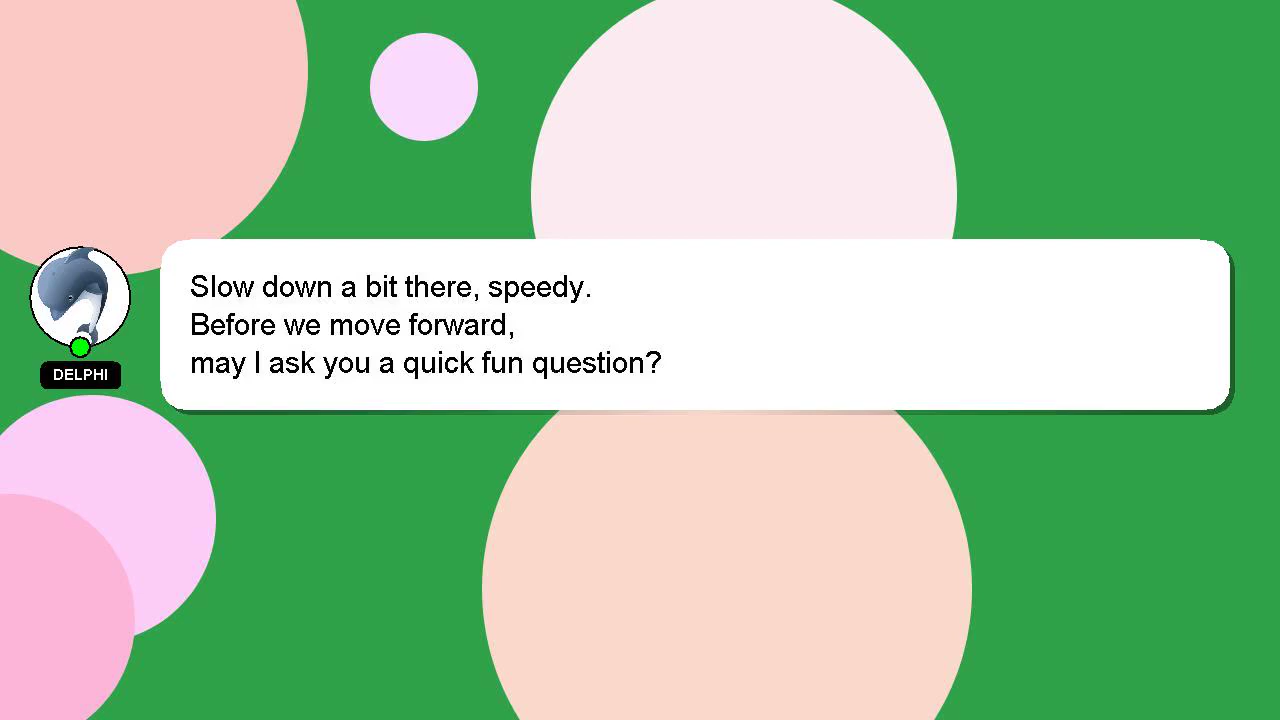 Slow down a bit there, speedy.
Before we move forward,
may I ask you a quick fun question?
DELPHI